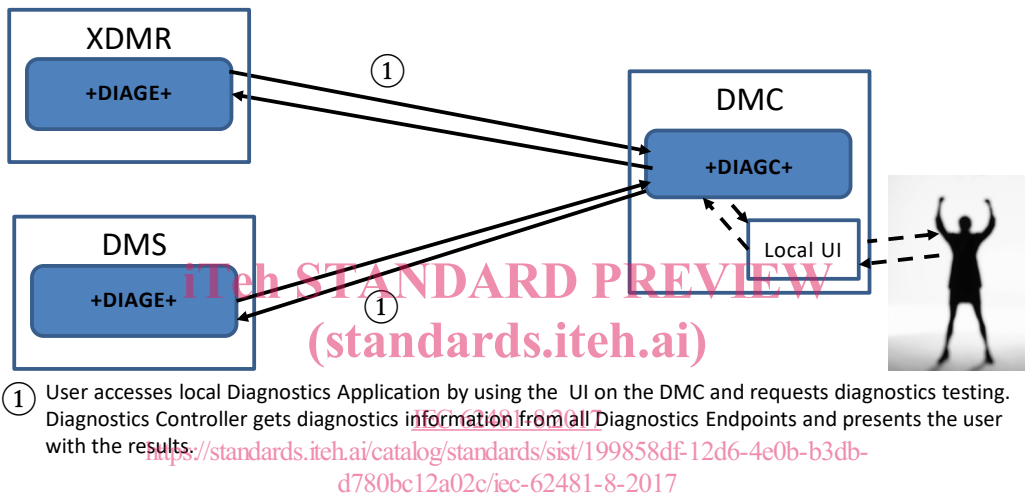 XDMR
+DIAGE+
①
DMC
+DIAGC+
Local UI
DMS
+DIAGE+
①
iTeh STANDARD PREVIEW
(standards.iteh.ai)
① User accesses local Diagnostics Application by using the UI on the DMC and requests diagnostics testing.
Diagnostics Controller gets diagnostics information from all Diagnostics Endpoints and presents the user
with the results.
IEC 62481-8:2017
https://standards.iteh.ai/catalog/standards/sist/199858df-12d6-4e0b-b3db-
d780bc12a02c/iec-62481-8-2017